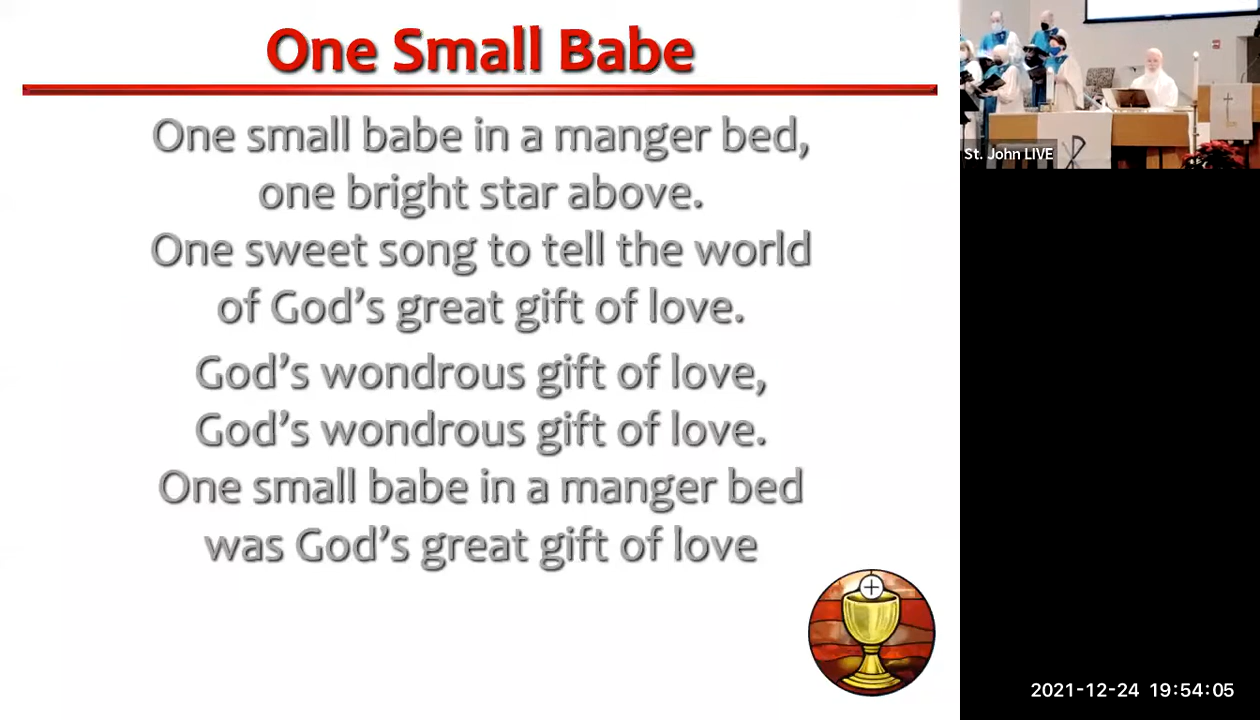 One Small Babe
One small babe in a manger bed,
one bright star above.
One sweet song to tell the world
of God's great gift of love.
God's wondrous gift of love,
God's wondrous gift of love.
One small babe in a manger bed
was God's great gift of love
St. John LIVE
2021-12-24 19:54:05